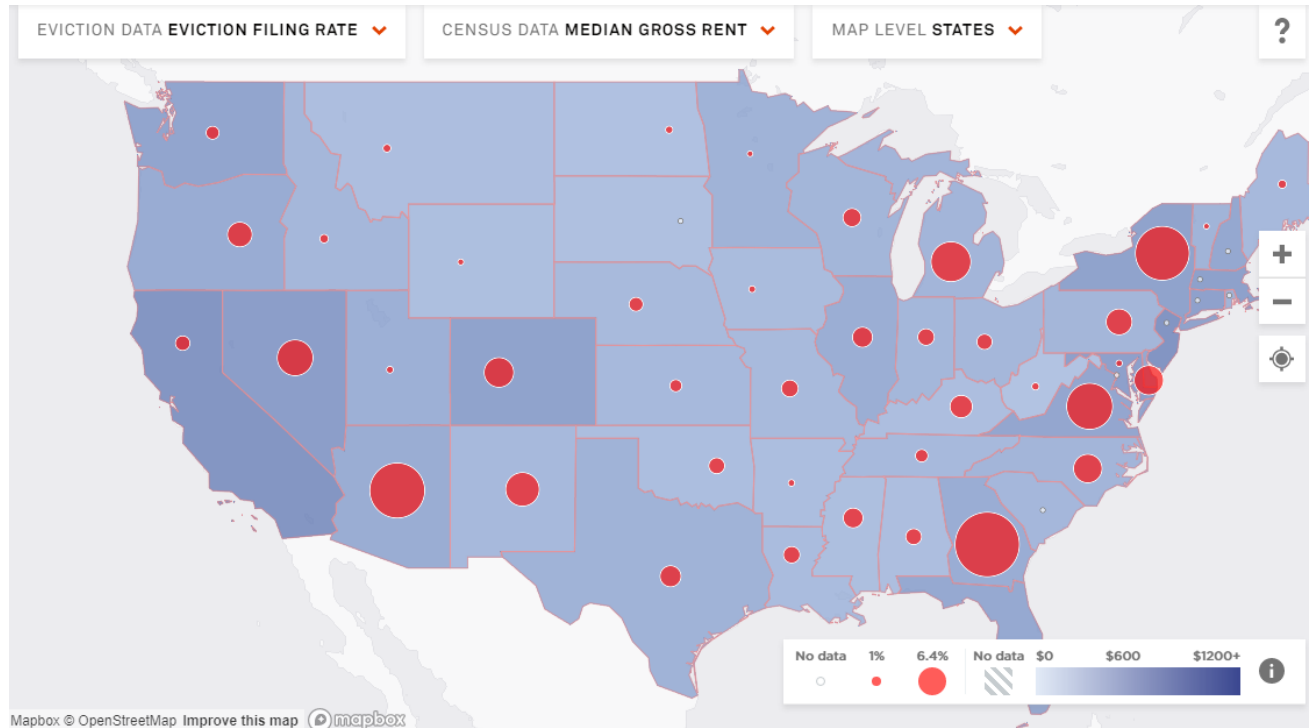 EVICTION DATA EVICTION FILING RATE
CENSUS DATA MEDIAN GROSS RENT
MAP LEVEL STATES
?
+
−
No data 1% 6.4% No data $0 $600 $1200+
i
Mapbox © OpenStreetMap Improve this map mapbox